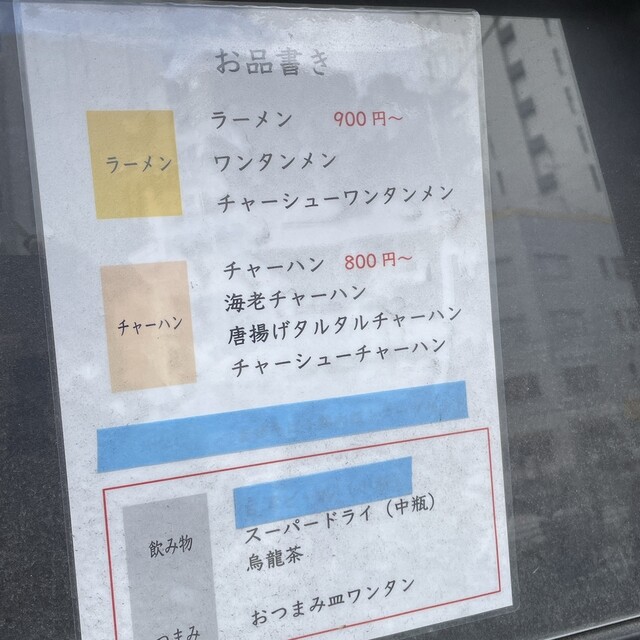 お品書き
ラーメン
ラーメン 900円～
ワンタンメン
チャーシューワンタンメン
チャーハン
チャーハン 800円～
海老チャーハン
唐揚げタルタルチャーハン
チャーシューチャーハン
飲み物
スーパードライ（中瓶）
烏龍茶
つまみ
おつまみ皿ワンタン